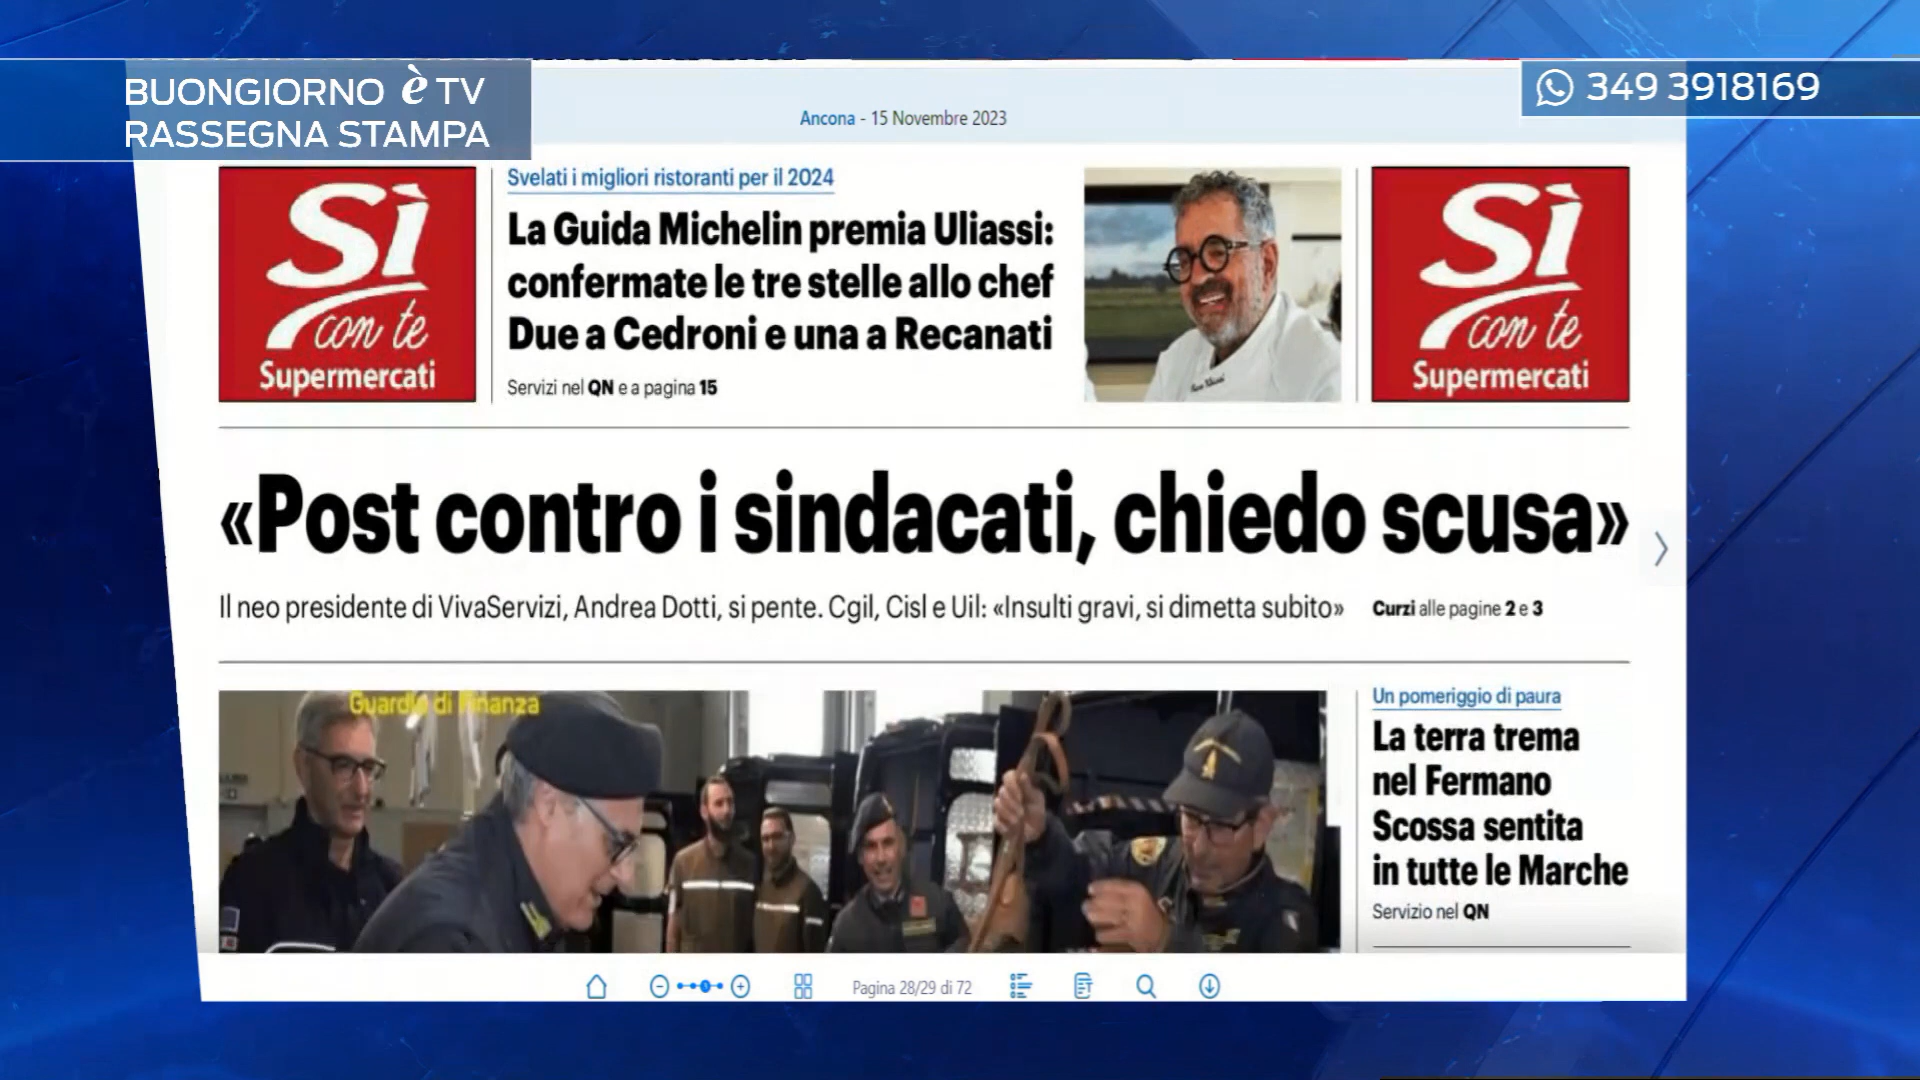 BUONGIORNO è TV
RASSEGNA STAMPA
349 3918169
Ancona - 15 Novembre 2023
Sì
con te
Supermercati
Svelati i migliori ristoranti per il 2024
La Guida Michelin premia Uliassi:
confermate le tre stelle allo chef
Due a Cedroni e una a Recanati
Servizi nel QN e a pagina 15
Sì
con te
Supermercati
«Post contro i sindacati, chiedo scusa»
Il neo presidente di VivaServizi, Andrea Dotti, si pente. Cgil, Cisl e Uil: «Insulti gravi, si dimetta subito» Curzi alle pagine 2 e 3
Guardia di Finanza
Un pomeriggio di paura
La terra trema
nel Fermano
Scossa sentita
in tutte le Marche
Servizio nel QN
Pagina 28/29 di 72